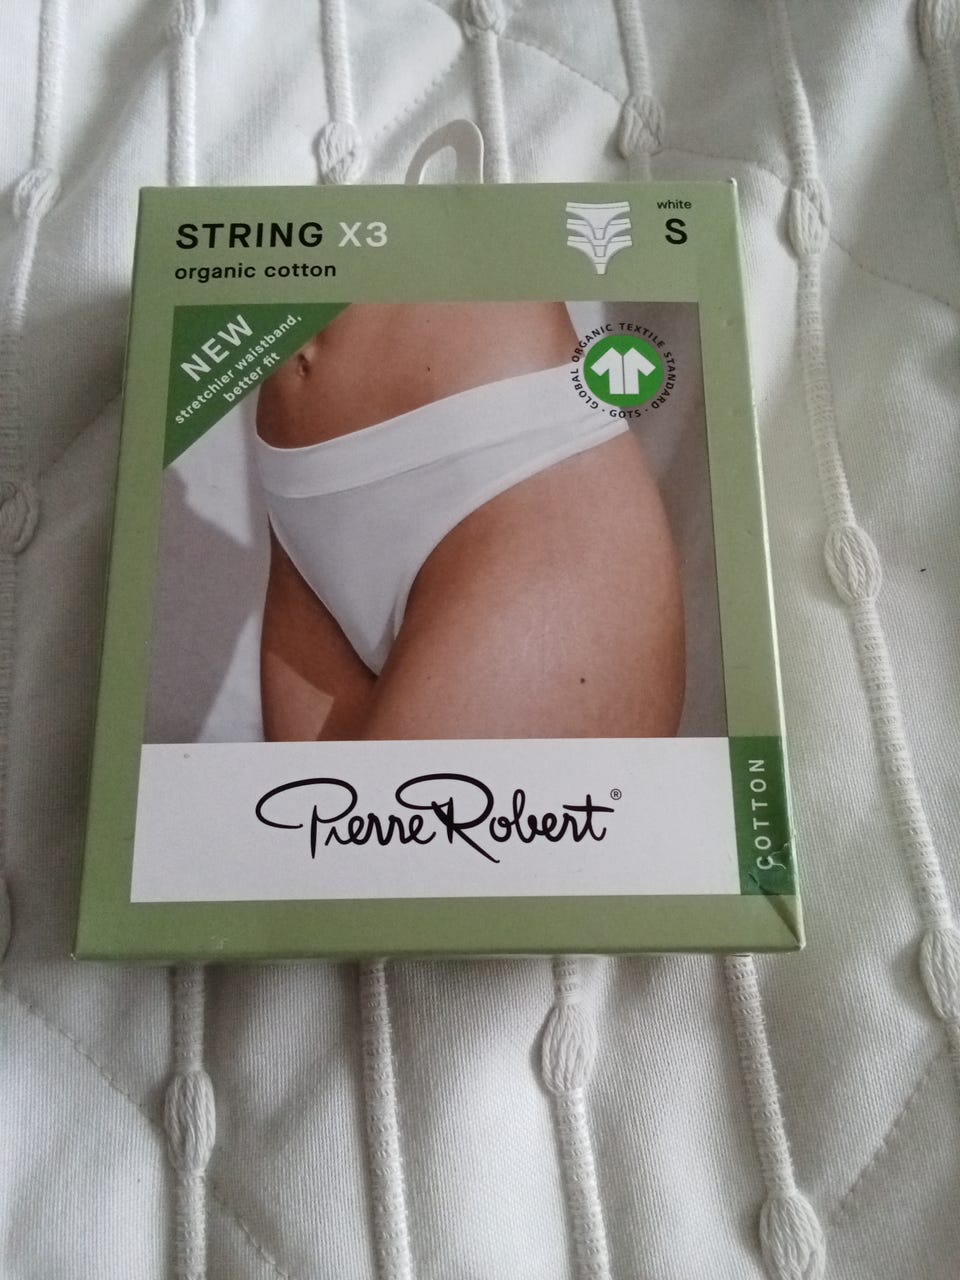 STRING X3
organic cotton
white
S
NEW
stretchier waistband,
better fit
GLOBAL ORGANIC TEXTILE STANDARD · GOTS ·
Pierre Robert®
COTTON